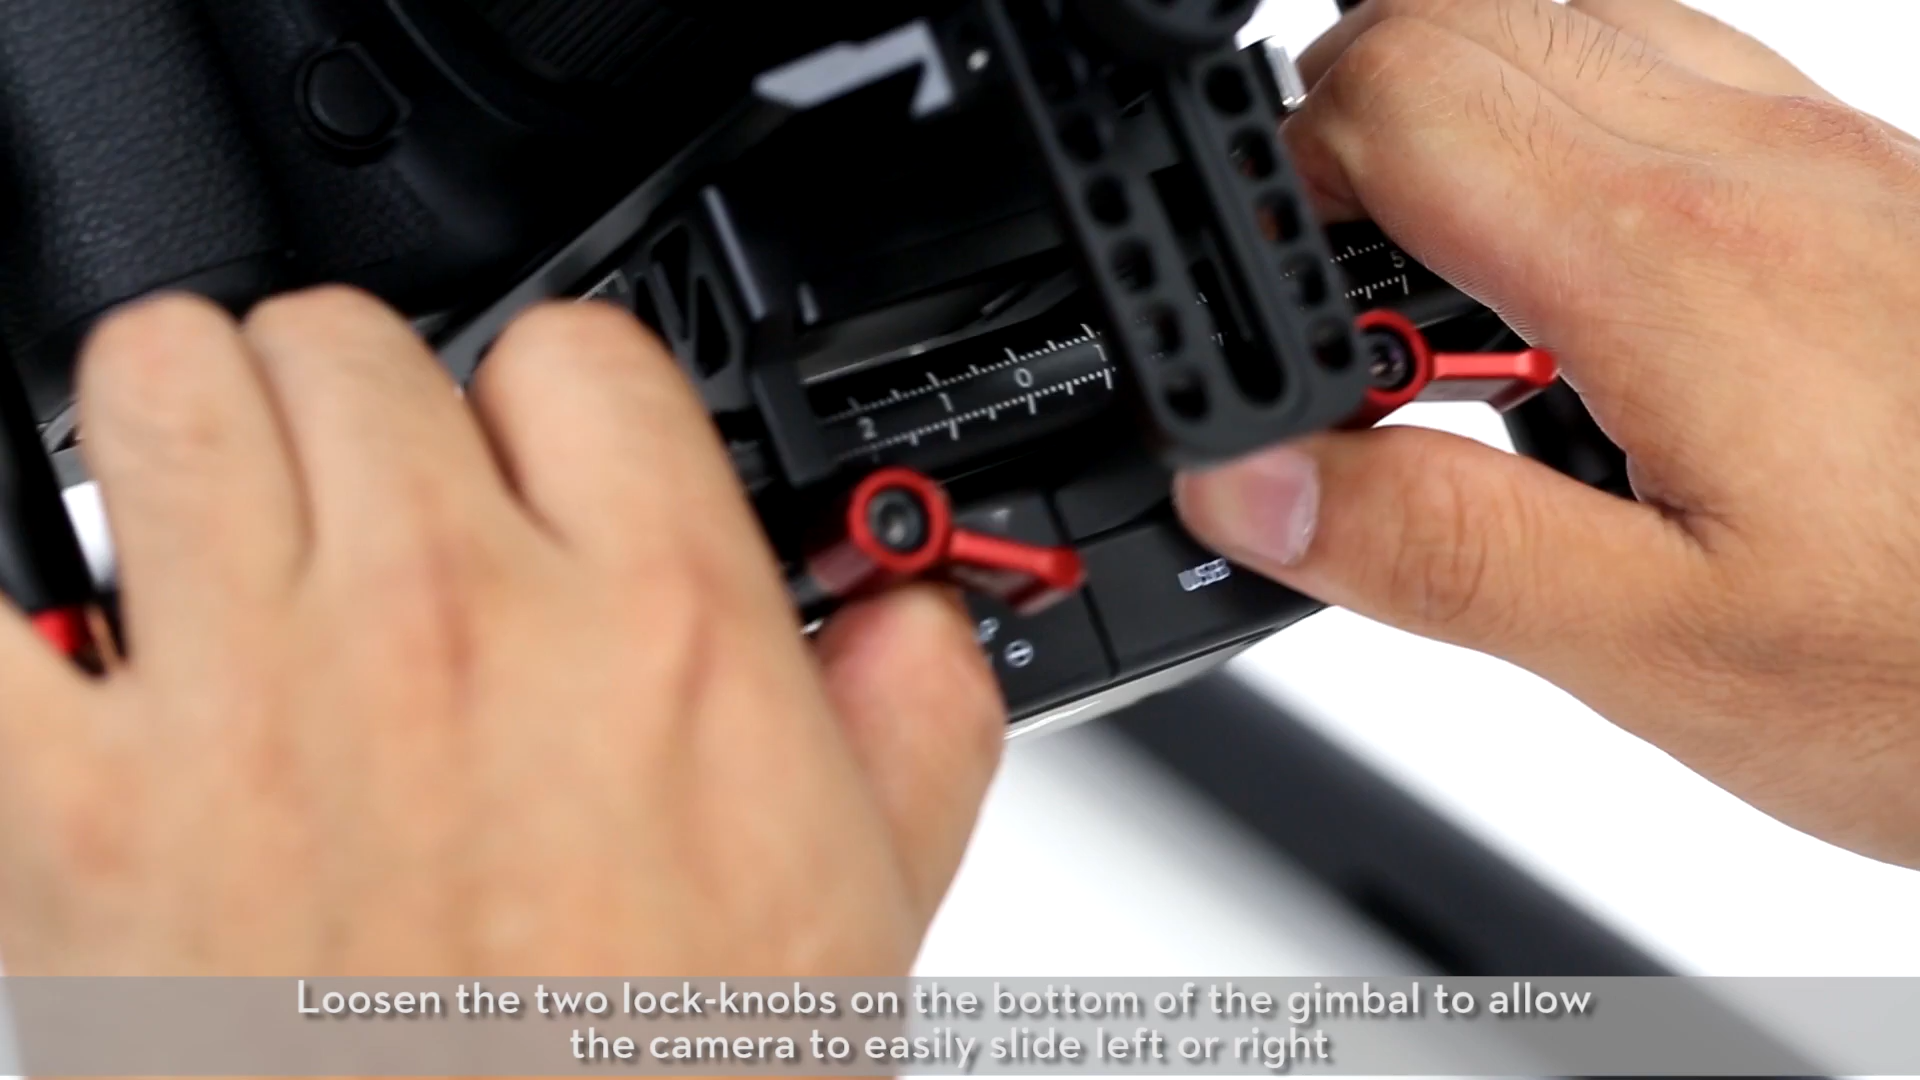 5
1
0
1
2
USB
Loosen the two lock-knobs on the bottom of the gimbal to allow
the camera to easily slide left or right